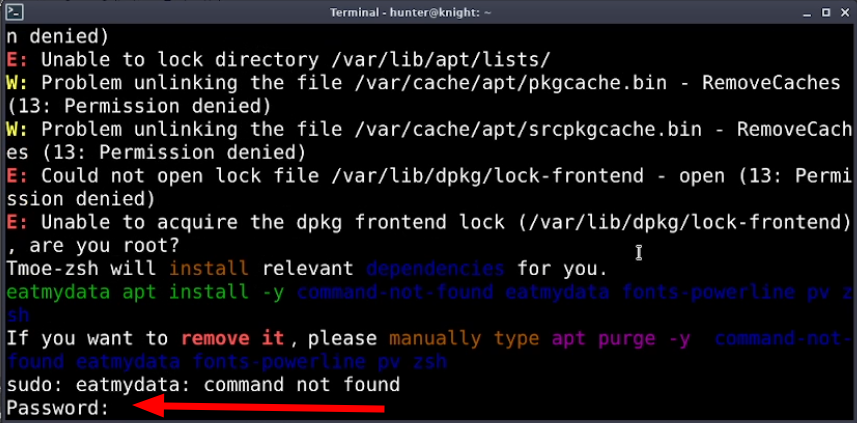 Terminal - hunter@knight: ~
n denied)
E: Unable to lock directory /var/lib/apt/lists/
W: Problem unlinking the file /var/cache/apt/pkgcache.bin - RemoveCaches
(13: Permission denied)
W: Problem unlinking the file /var/cache/apt/srcpkgcache.bin - RemoveCach
es (13: Permission denied)
E: Could not open lock file /var/lib/dpkg/lock-frontend - open (13: Permi
ssion denied)
E: Unable to acquire the dpkg frontend lock (/var/lib/dpkg/lock-frontend)
, are you root?
Tmoe-zsh will install relevant dependencies for you.
eatmydata apt install -y command-not-found eatmydata fonts-powerline pv z
sh
If you want to remove it, please manually type apt purge -y  command-not-
found eatmydata fonts-powerline pv zsh
sudo: eatmydata: command not found
Password: